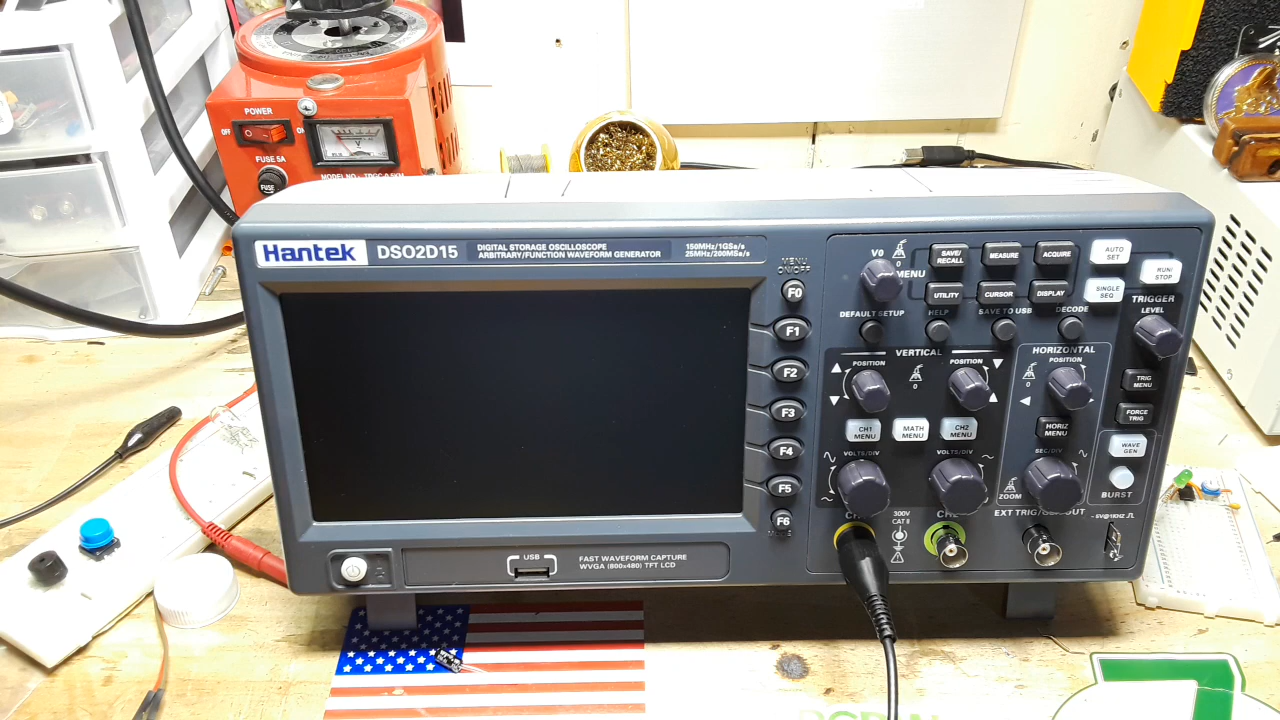 POWER
OFF
ON
FUSE 5A
FUSE
V
Hantek
DSO2D15
DIGITAL STORAGE OSCILLOSCOPE
ARBITRARY/FUNCTION WAVEFORM GENERATOR
150MHz/1GSa/s
25MHz/200MSa/s
MENU
ON/OFF
F0
F1
F2
F3
F4
F5
F6
V0
0
MENU
SAVE/
RECALL
MEASURE
ACQUIRE
AUTO
SET
RUN/
STOP
UTILITY
CURSOR
DISPLAY
SINGLE
SEQ
DEFAULT SETUP
HELP
SAVE TO USB
DECODE
TRIGGER
LEVEL
VERTICAL
POSITION
0
POSITION
HORIZONTAL
POSITION
0
TRIG
MENU
FORCE
TRIG
CH1
MENU
MATH
MENU
CH2
MENU
HORIZ
MENU
WAVE
GEN
VOLTS/DIV
VOLTS/DIV
SEC/DIV
ZOOM
BURST
300V
CAT II
CH2
USB
FAST WAVEFORM CAPTURE
WVGA (800x480) TFT LCD